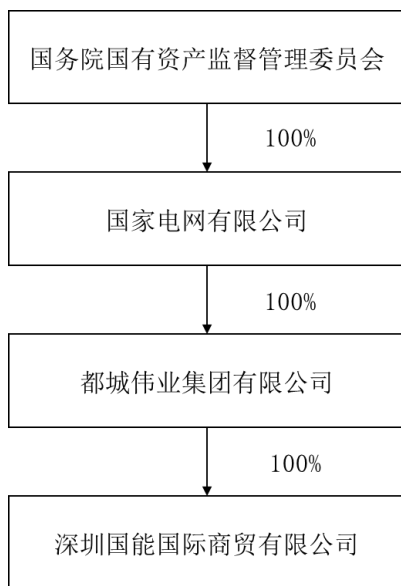 国务院国有资产监督管理委员会
100%
国家电网有限公司
100%
都城伟业集团有限公司
100%
深圳国能国际商贸有限公司